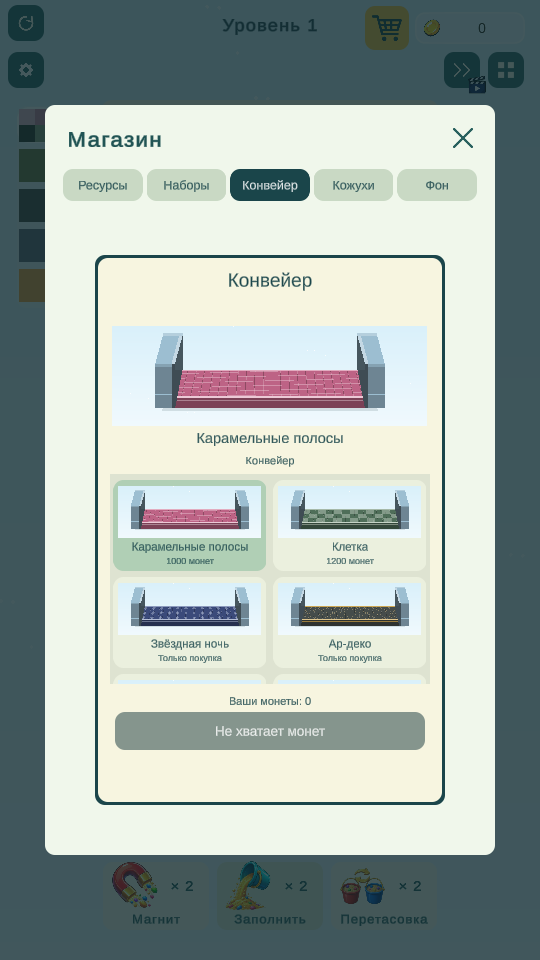 Уровень 1
0
Магазин
Ресурсы
Наборы
Конвейер
Кожухи
Фон
Конвейер
Карамельные полосы
Конвейер
Карамельные полосы
1000 монет
Клетка
1200 монет
Звёздная ночь
Только покупка
Ар-деко
Только покупка
Ваши монеты: 0
Не хватает монет
× 2
× 2
× 2
Магнит
Заполнить
Перетасовка